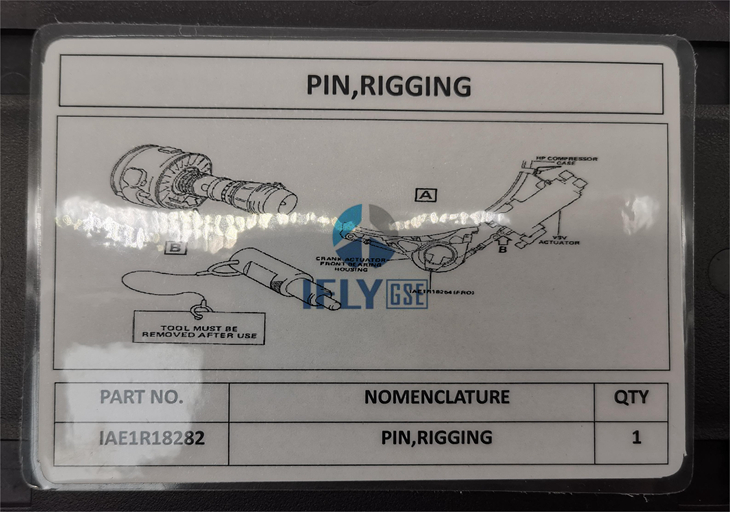 PIN,RIGGING
HP COMPRESSOR
CASE
A
VSV
ACTUATOR
B
CRANK ACTUATOR
FRONT BEARING
HOUSING
B
IFLY GSE
TOOL MUST BE
REMOVED AFTER USE
PART NO. NOMENCLATURE QTY
IAE1R18282 PIN,RIGGING 1